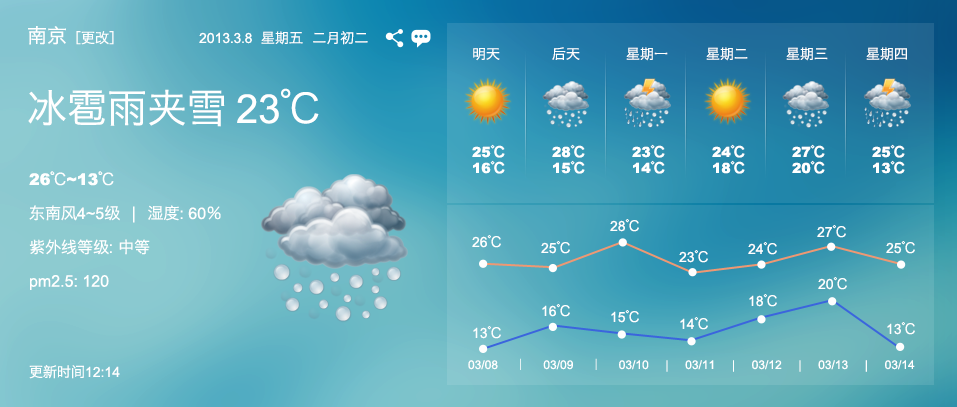 南京 [更改]
2013.3.8 星期五 二月初二
冰雹雨夹雪 23℃
26℃~13℃
东南风4~5级 | 湿度: 60%
紫外线等级: 中等
pm2.5: 120
更新时间12:14
明天 后天 星期一 星期二 星期三 星期四
25℃ 28℃ 23℃ 24℃ 27℃ 25℃
16℃ 15℃ 14℃ 18℃ 20℃ 13℃
26℃ 25℃ 28℃ 23℃ 24℃ 27℃ 25℃
13℃ 16℃ 15℃ 14℃ 18℃ 20℃ 13℃
03/08 | 03/09 | 03/10 | 03/11 | 03/12 | 03/13 | 03/14